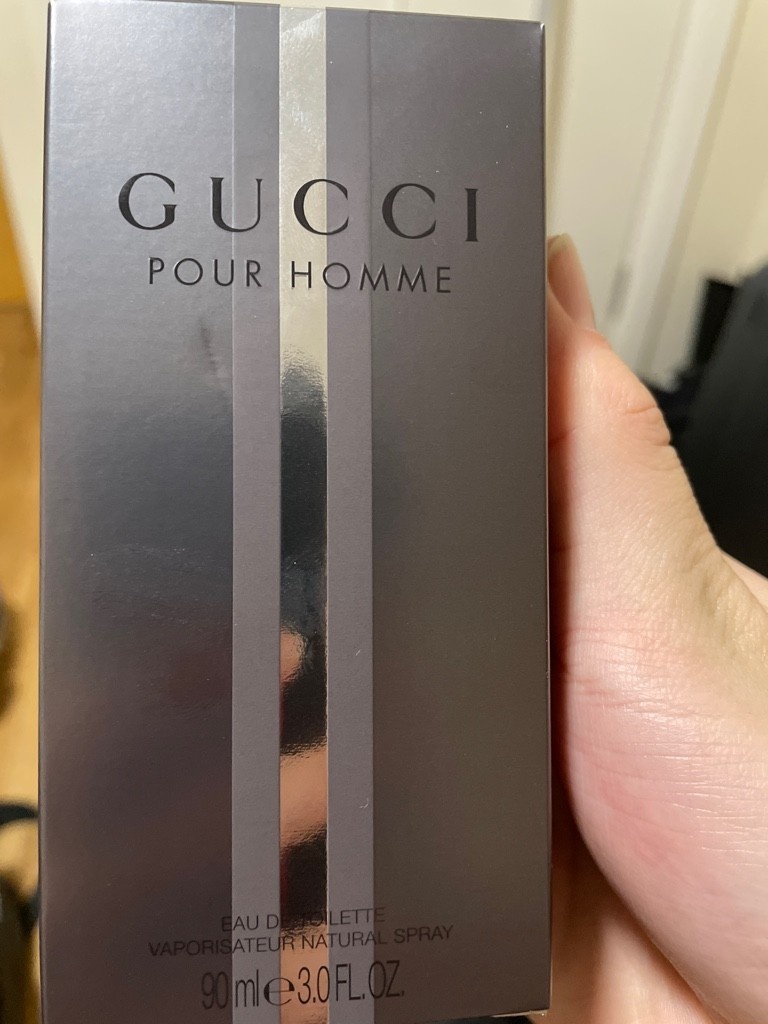 GUCCI
POUR HOMME
EAU DE TOILETTE
VAPORISATEUR NATURAL SPRAY
90 ml e 3.0 FL.OZ.